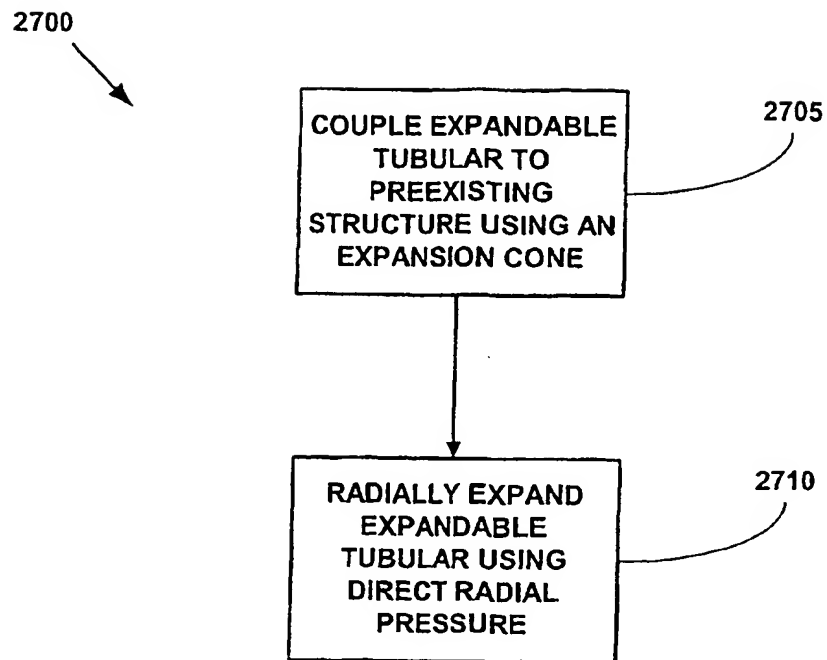 2700
COUPLE EXPANDABLE
TUBULAR TO
PREEXISTING
STRUCTURE USING AN
EXPANSION CONE
2705
RADIALLY EXPAND
EXPANDABLE
TUBULAR USING
DIRECT RADIAL
PRESSURE
2710